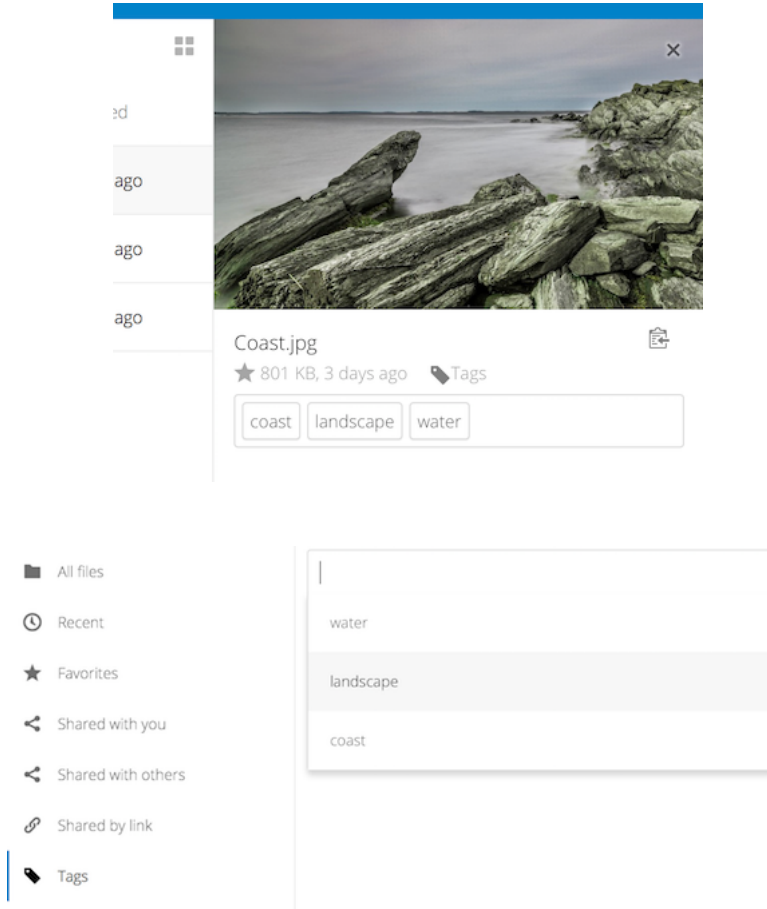 ed
ago
ago
ago
Coast.jpg
801 KB, 3 days ago Tags
coast landscape water
All files
Recent
Favorites
Shared with you
Shared with others
Shared by link
Tags
water
landscape
coast